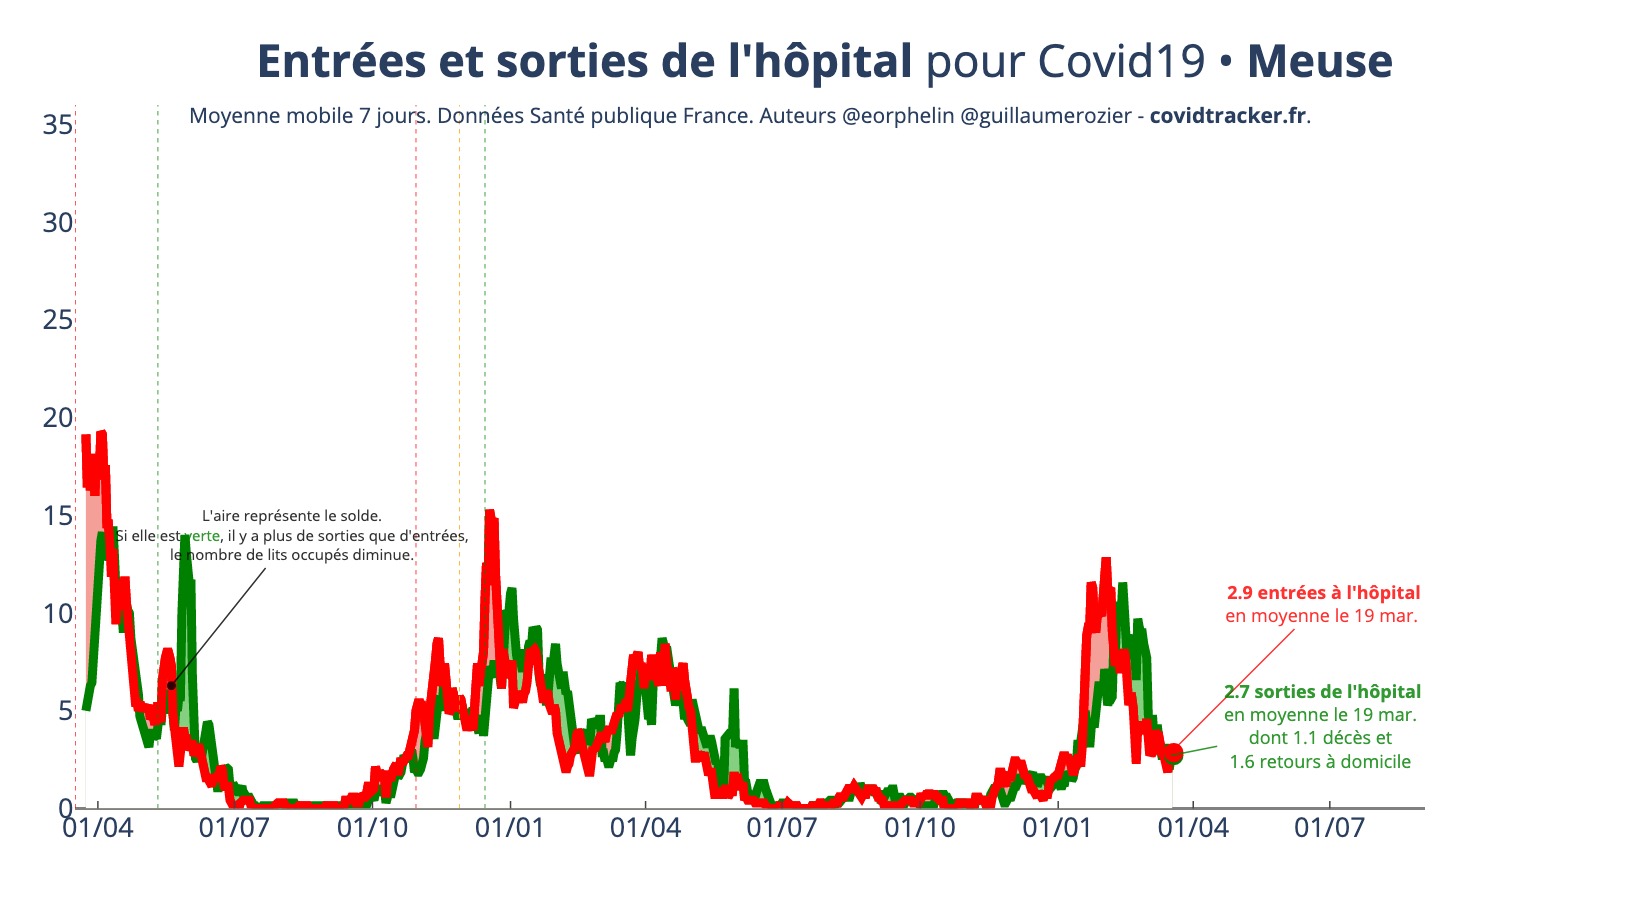 Entrées et sorties de l'hôpital pour Covid19 • Meuse
Moyenne mobile 7 jours. Données Santé publique France. Auteurs @eorphelin @guillaumerozier - covidtracker.fr.
35
30
25
20
15
10
5
0
L'aire représente le solde.
Si elle est verte, il y a plus de sorties que d'entrées,
le nombre de lits occupés diminue.
2.9 entrées à l'hôpital
en moyenne le 19 mar.
2.7 sorties de l'hôpital
en moyenne le 19 mar.
dont 1.1 décès et
1.6 retours à domicile
01/04 01/07 01/10 01/01 01/04 01/07 01/10 01/01 01/04 01/07